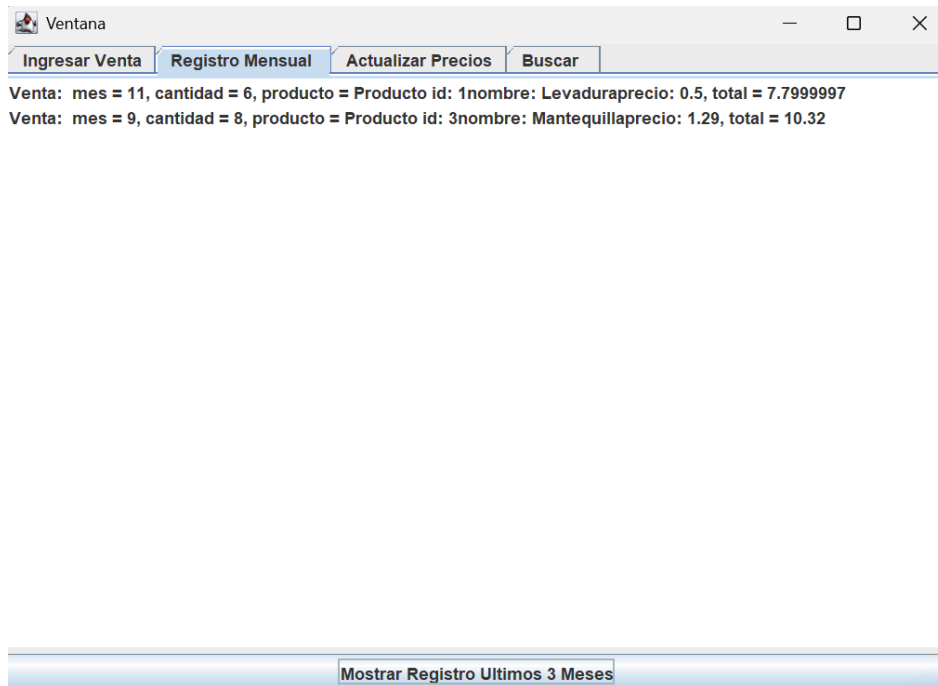 Ventana
Ingresar Venta Registro Mensual Actualizar Precios Buscar
Venta:  mes = 11, cantidad = 6, producto = Producto id: 1nombre: Levaduraprecio: 0.5, total = 7.7999997
Venta:  mes = 9, cantidad = 8, producto = Producto id: 3nombre: Mantequillaprecio: 1.29, total = 10.32
Mostrar Registro Ultimos 3 Meses